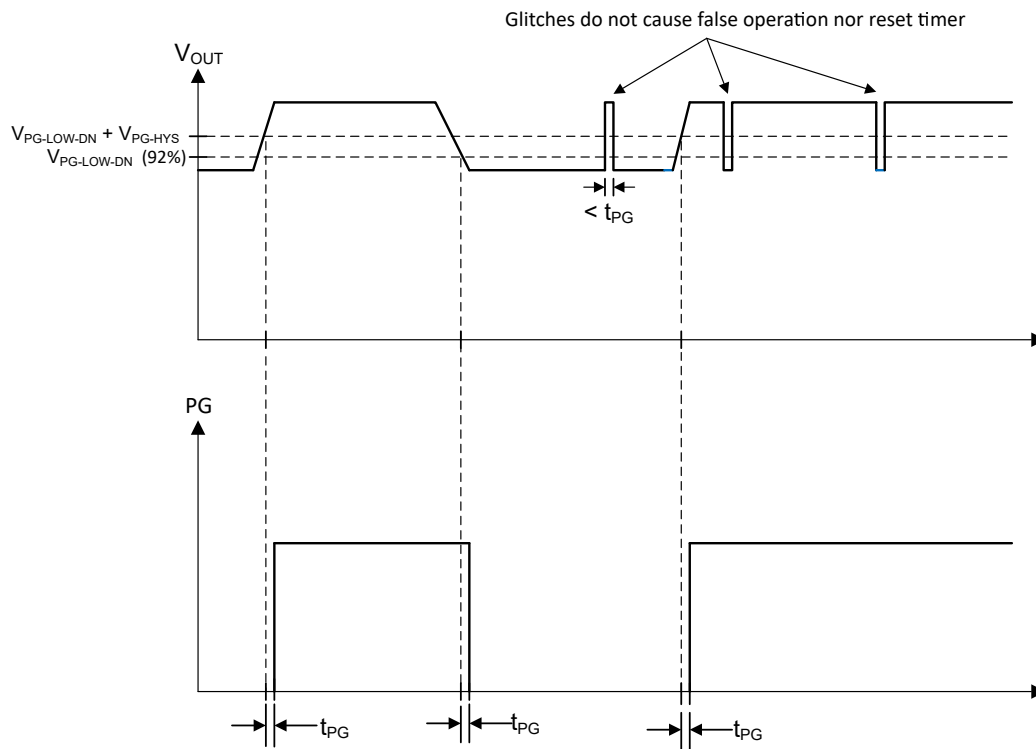 Glitches do not cause false operation nor reset timer
VOUT
VPG-LOW-DN + VPG-HYS
VPG-LOW-DN (92%)
< tPG
PG
tPG
tPG
tPG